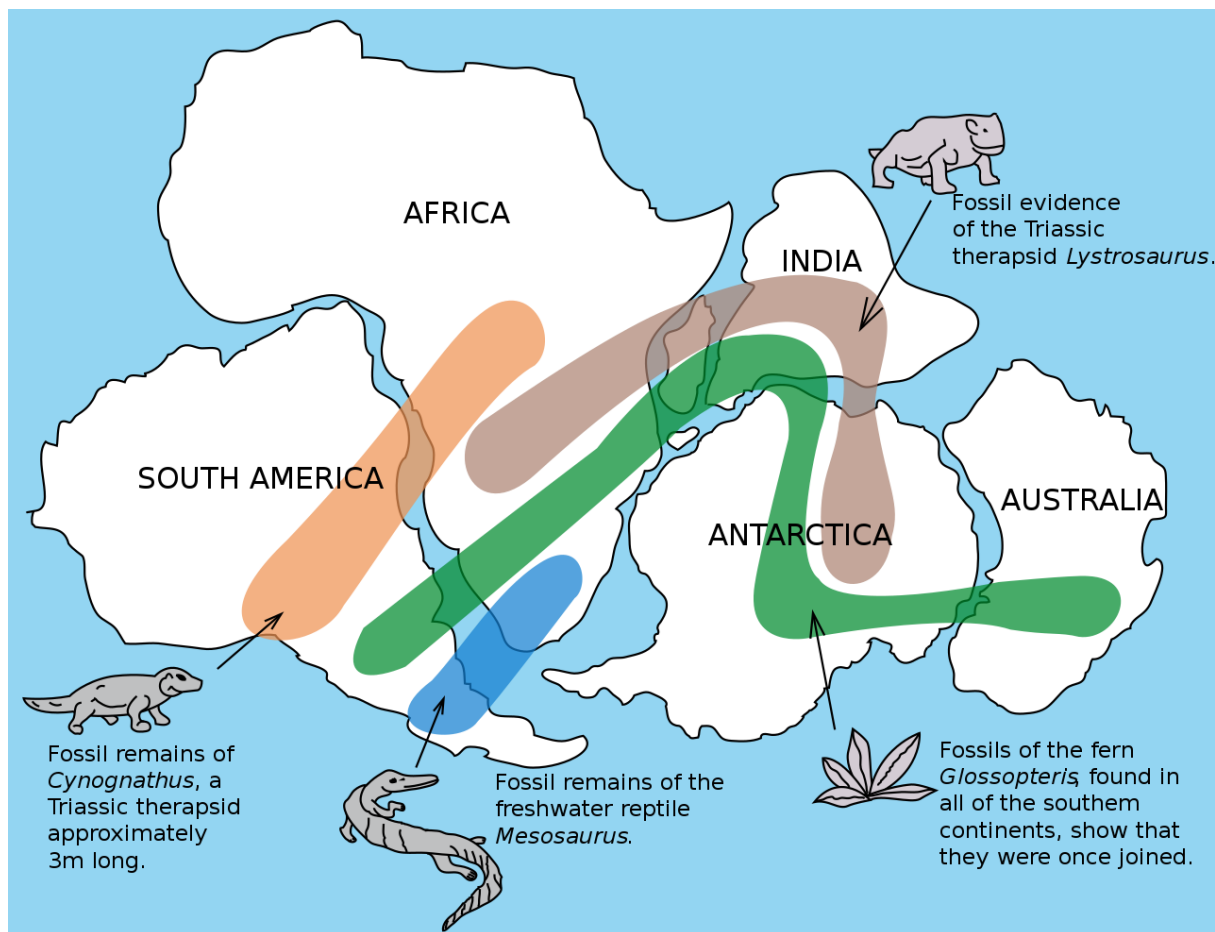 AFRICA
INDIA
Fossil evidence
of the Triassic
therapsid Lystrosaurus.
SOUTH AMERICA
ANTARCTICA
AUSTRALIA
Fossil remains of
Cynognathus, a
Triassic therapsid
approximately
3m long.
Fossil remains of the
freshwater reptile
Mesosaurus.
Fossils of the fern
Glossopteris, found in
all of the southern
continents, show that
they were once joined.